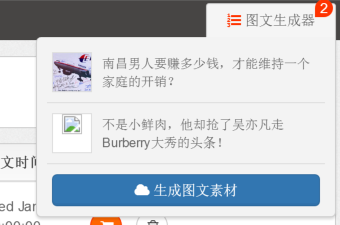 图文生成器
2
南昌男人要赚多少钱，才能维持一个
家庭的开销？
不是小鲜肉，他却抢了吴亦凡走
Burberry大秀的头条！
文时间
生成图文素材
ed Jar